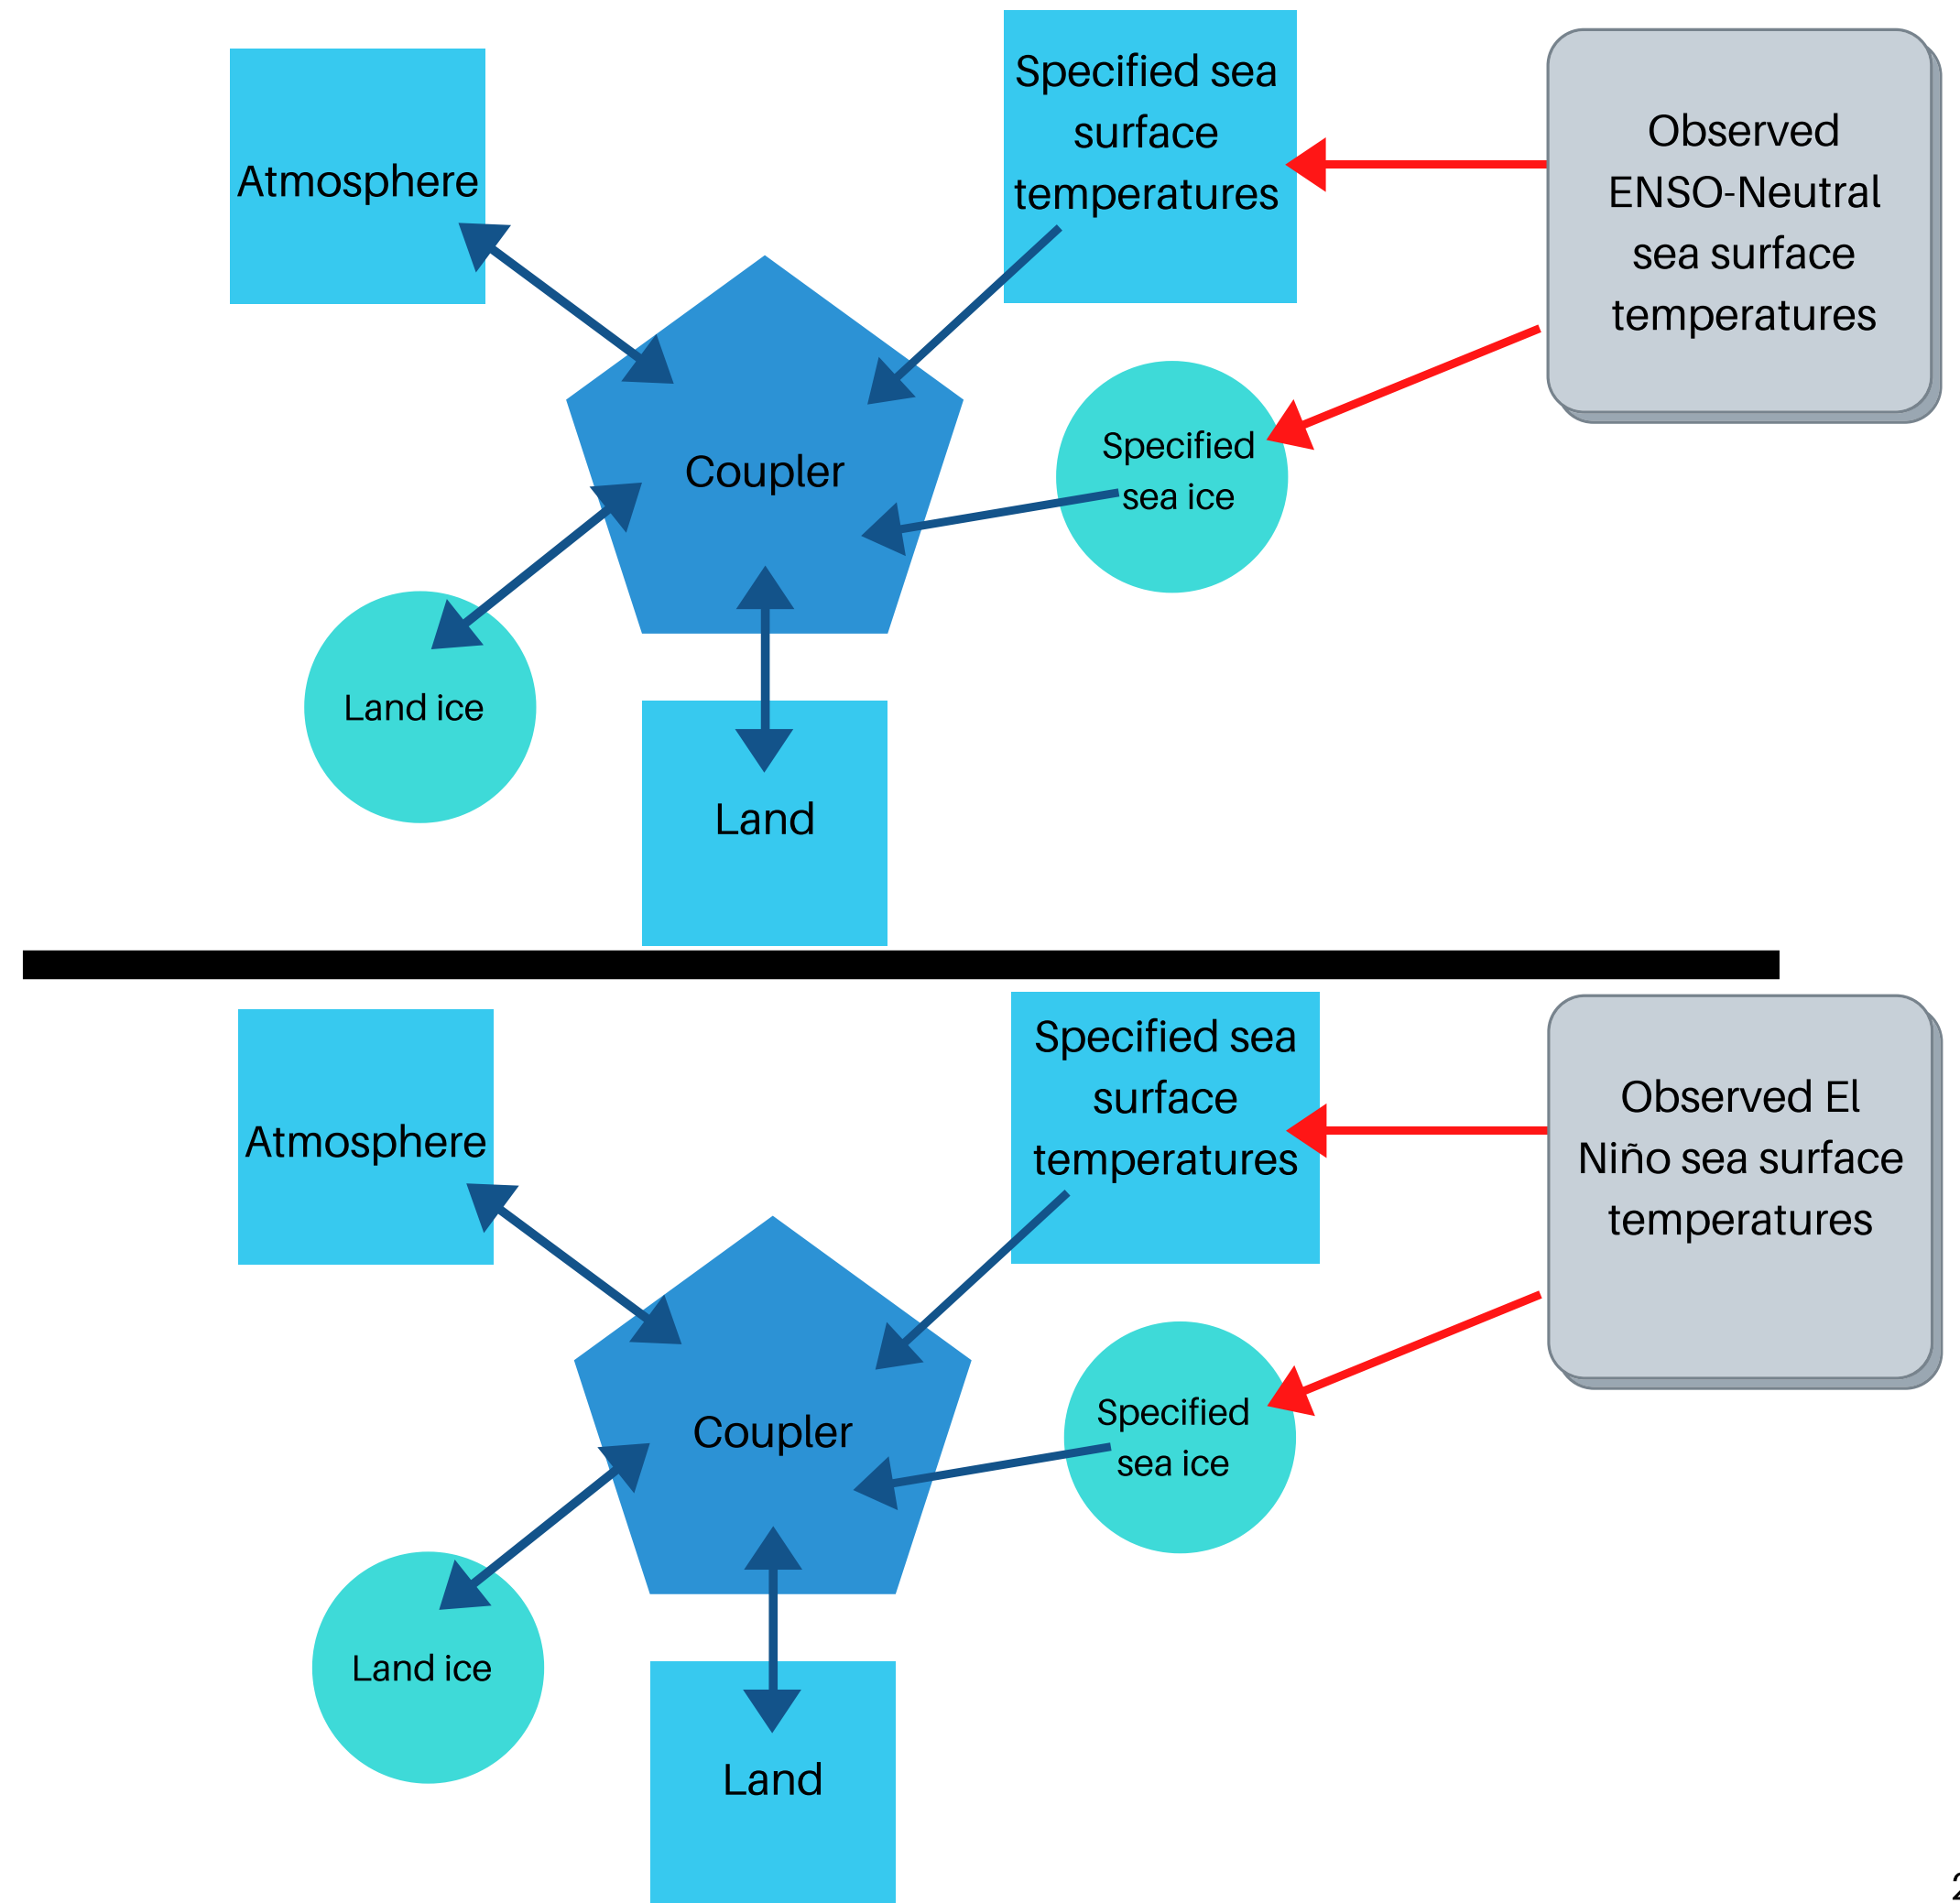 Atmosphere
Specified sea
surface
temperatures
Observed
ENSO-Neutral
sea surface
temperatures
Coupler
Specified
sea ice
Land ice
Land
Atmosphere
Specified sea
surface
temperatures
Observed El
Niño sea surface
temperatures
Coupler
Specified
sea ice
Land ice
Land